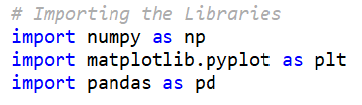 # Importing the Libraries
import numpy as np
import matplotlib.pyplot as plt
import pandas as pd